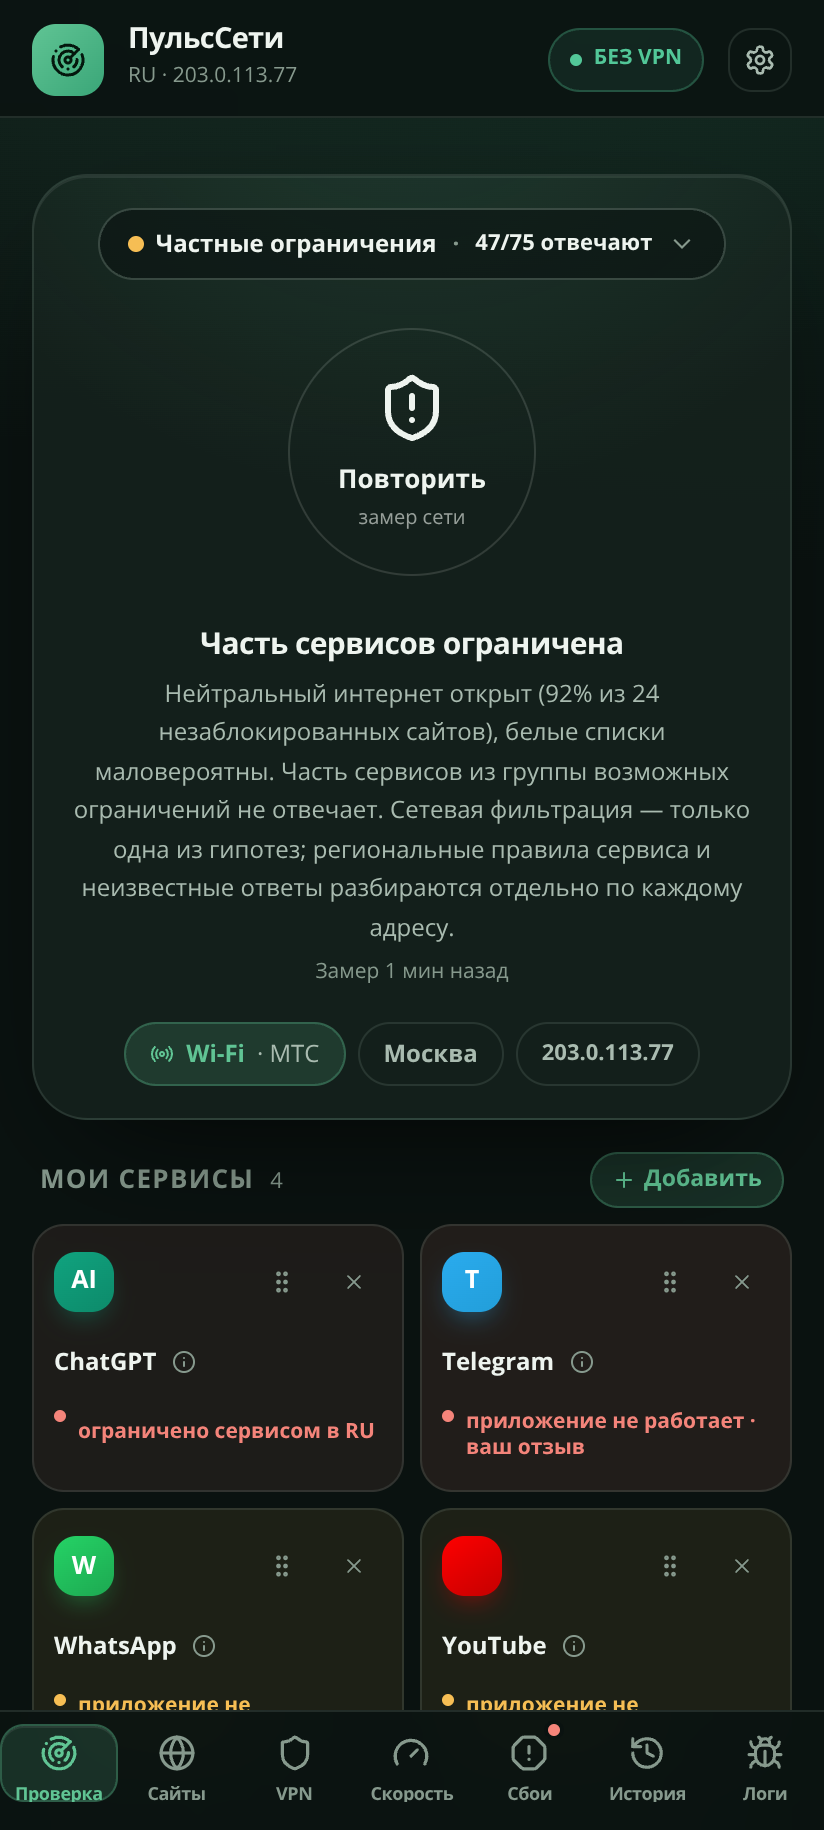 ПульсСети
RU · 203.0.113.77
БЕЗ VPN
Частные ограничения · 47/75 отвечают
Повторить
замер сети
Часть сервисов ограничена
Нейтральный интернет открыт (92% из 24
незаблокированных сайтов), белые списки
маловероятны. Часть сервисов из группы возможных
ограничений не отвечает. Сетевая фильтрация — только
одна из гипотез; региональные правила сервиса и
неизвестные ответы разбираются отдельно по каждому
адресу.
Замер 1 мин назад
Wi-Fi · МТС
Москва
203.0.113.77
МОИ СЕРВИСЫ 4
Добавить
AI
ChatGPT
ограничено сервисом в RU
T
Telegram
приложение не работает ·
ваш отзыв
W
WhatsApp
приложение не
YouTube
приложение не
Проверка
Сайты
VPN
Скорость
Сбои
История
Логи